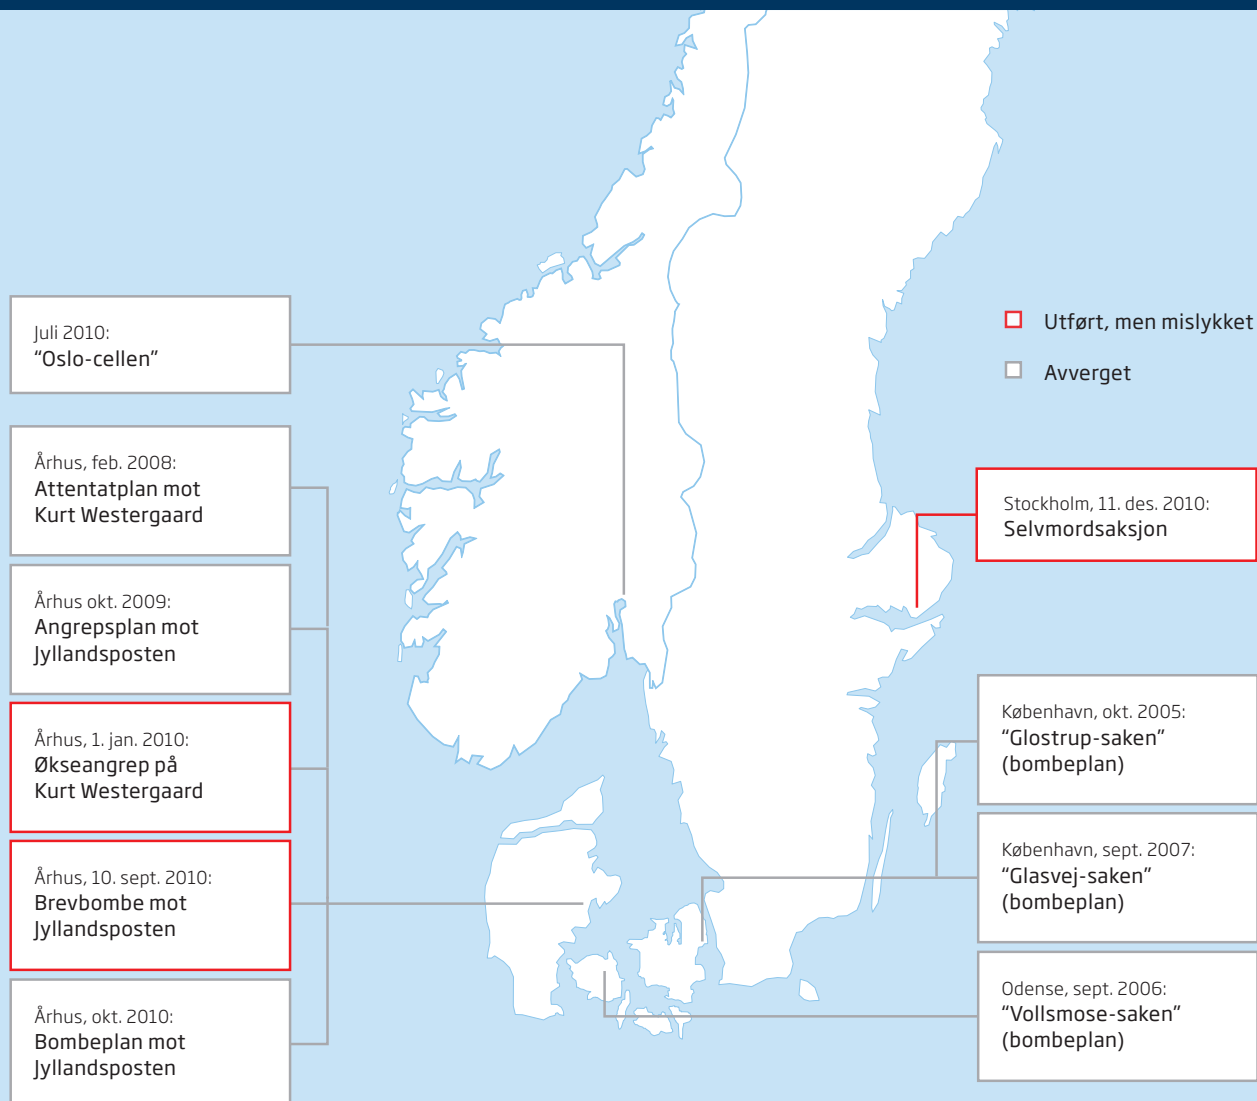 Juli 2010:
“Oslo-cellen”
Århus, feb. 2008:
Attentatplan mot
Kurt Westergaard
Århus okt. 2009:
Angrepsplan mot
Jyllandsposten
Århus, 1. jan. 2010:
Økseangrep på
Kurt Westergaard
Århus, 10. sept. 2010:
Brevbombe mot
Jyllandsposten
Århus, okt. 2010:
Bombeplan mot
Jyllandsposten
Utført, men mislykket
Avverget
Stockholm, 11. des. 2010:
Selvmordsaksjon
København, okt. 2005:
“Glostrup-saken”
(bombeplan)
København, sept. 2007:
“Glasvej-saken”
(bombeplan)
Odense, sept. 2006:
“Vollsmose-saken”
(bombeplan)